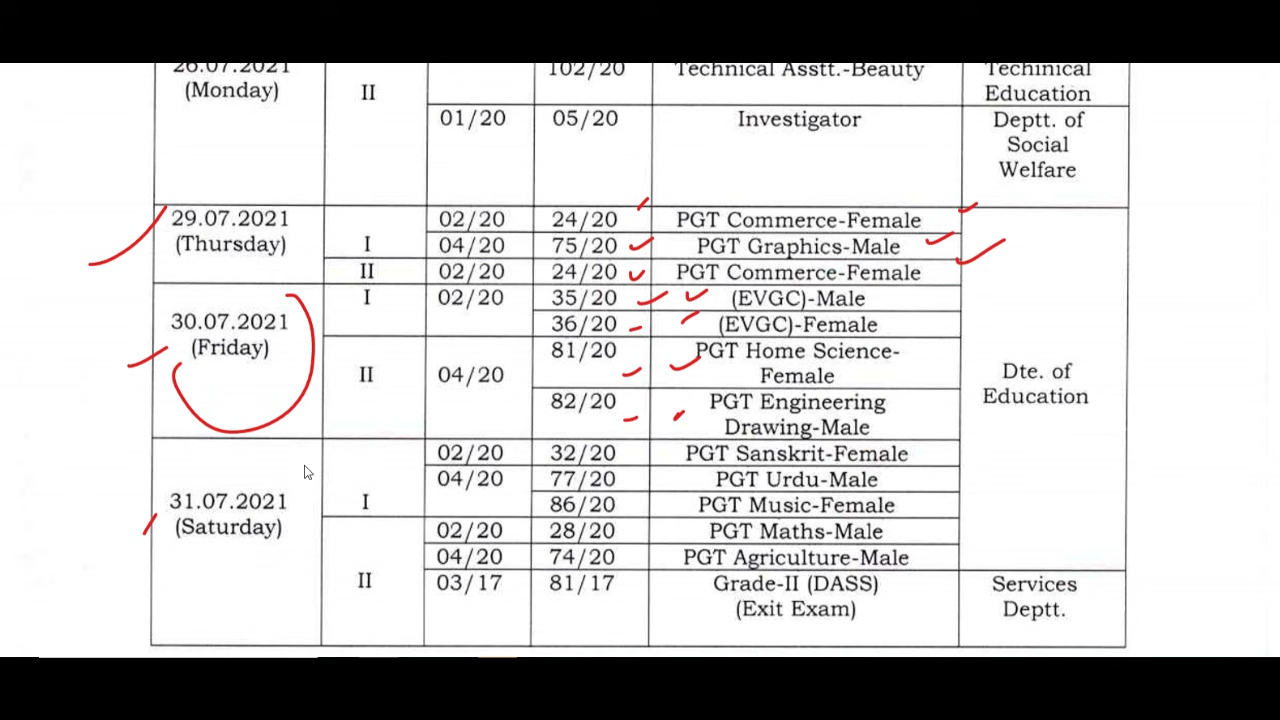 26.07.2021
(Monday)
II
102/20
Technical Asstt.-Beauty
Techinical
Education
01/20
05/20
Investigator
Deptt. of
Social
Welfare
29.07.2021
(Thursday)
I
02/20
24/20
PGT Commerce-Female
04/20
75/20
PGT Graphics-Male
II
02/20
24/20
PGT Commerce-Female
30.07.2021
(Friday)
I
02/20
35/20
(EVGC)-Male
36/20
(EVGC)-Female
II
04/20
81/20
PGT Home Science-
Female
82/20
PGT Engineering
Drawing-Male
Dte. of
Education
31.07.2021
(Saturday)
I
02/20
32/20
PGT Sanskrit-Female
04/20
77/20
PGT Urdu-Male
86/20
PGT Music-Female
II
02/20
28/20
PGT Maths-Male
04/20
74/20
PGT Agriculture-Male
03/17
81/17
Grade-II (DASS)
(Exit Exam)
Services
Deptt.